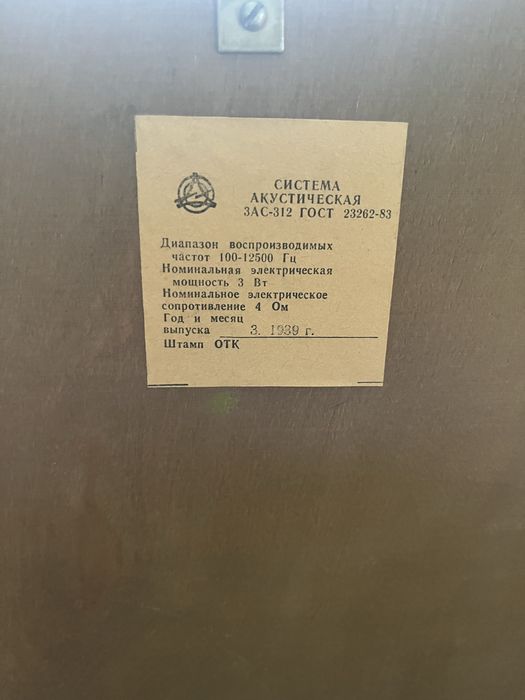 СИСТЕМА
АКУСТИЧЕСКАЯ
3АС-312 ГОСТ 23262-83
Диапазон воспроизводимых
частот 100-12500 Гц
Номинальная электрическая
мощность 3 Вт
Номинальное электрическое
сопротивление 4 Ом
Год и месяц
выпуска 3. 1989 г.
Штамп ОТК